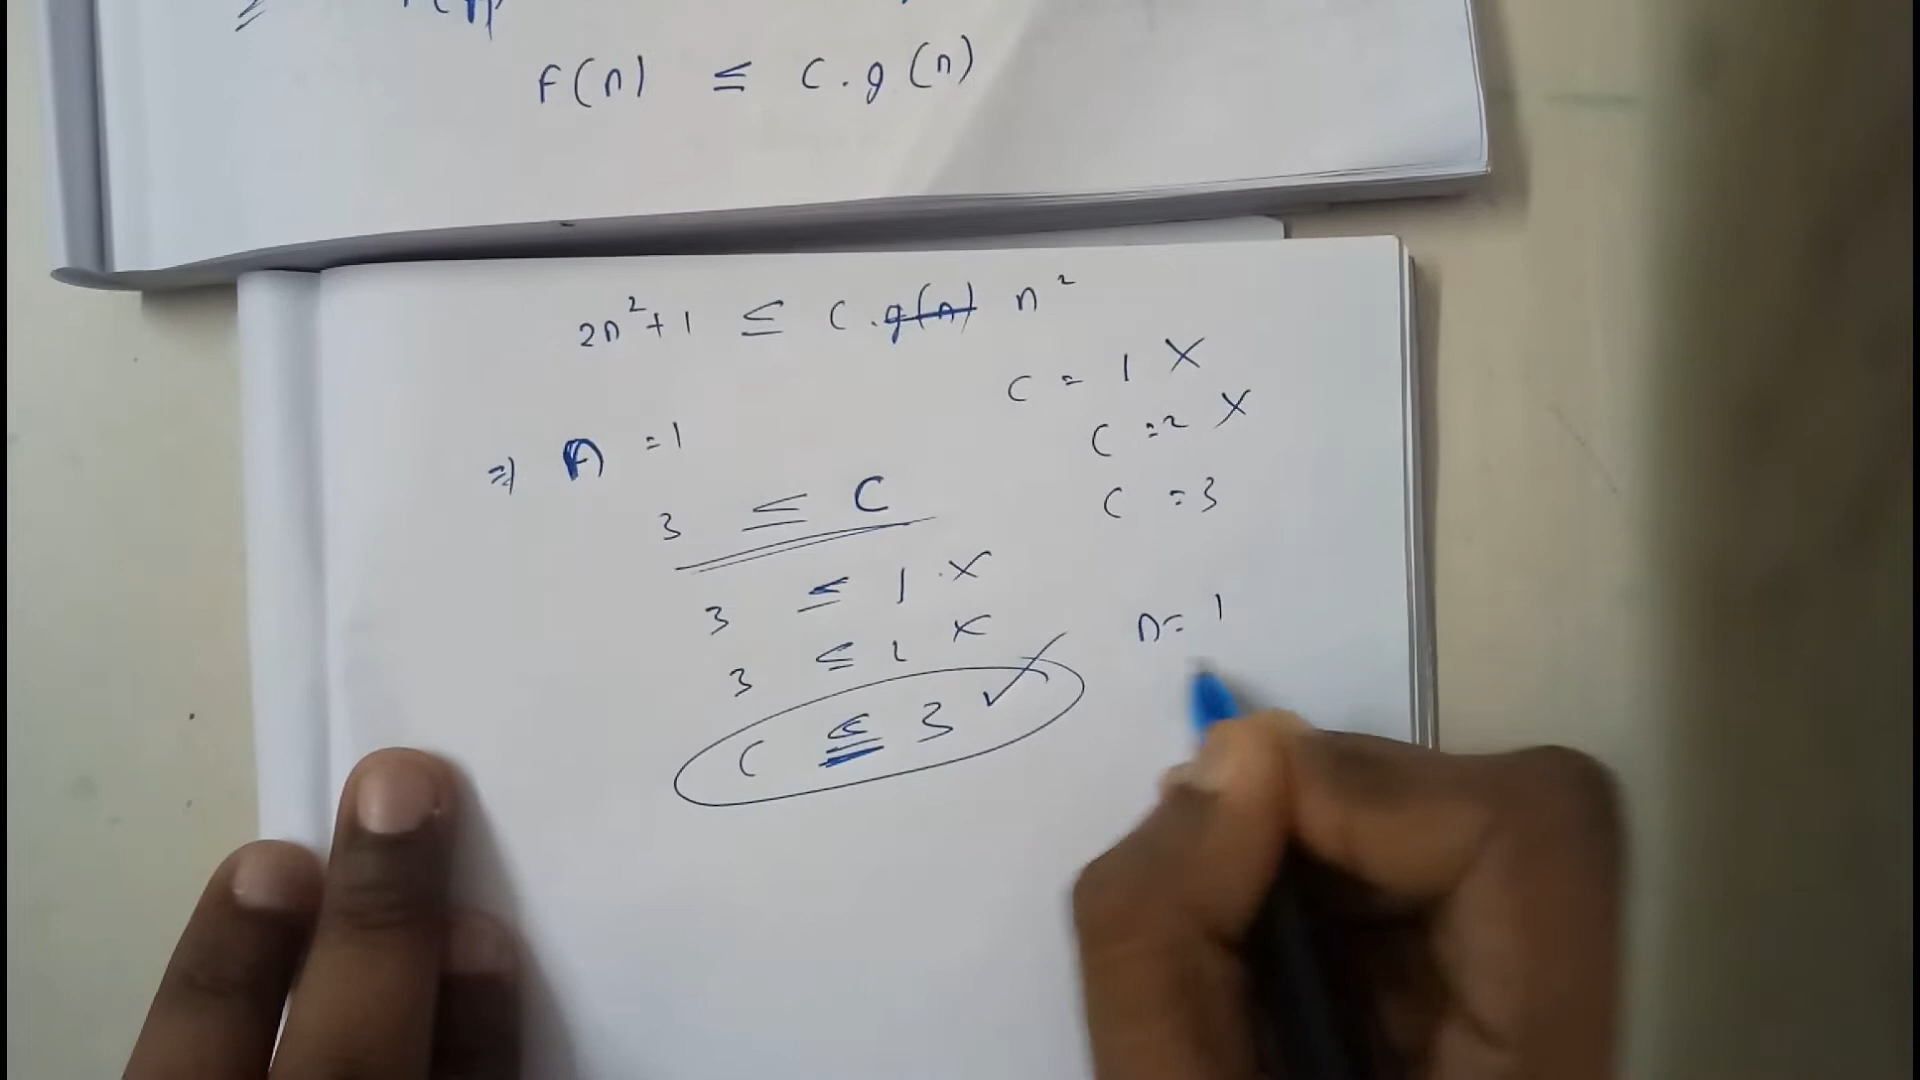 F(n) ≤ C.g(n)
2n²+1 ≤ C.g(n) n²
C = 1 X
⇒ n = 1
C = 2 X
3 ≤ C
C = 3
3 ≤ 1 X
n = 1
3 ≤ 2 X
C ≤ 3 ✓